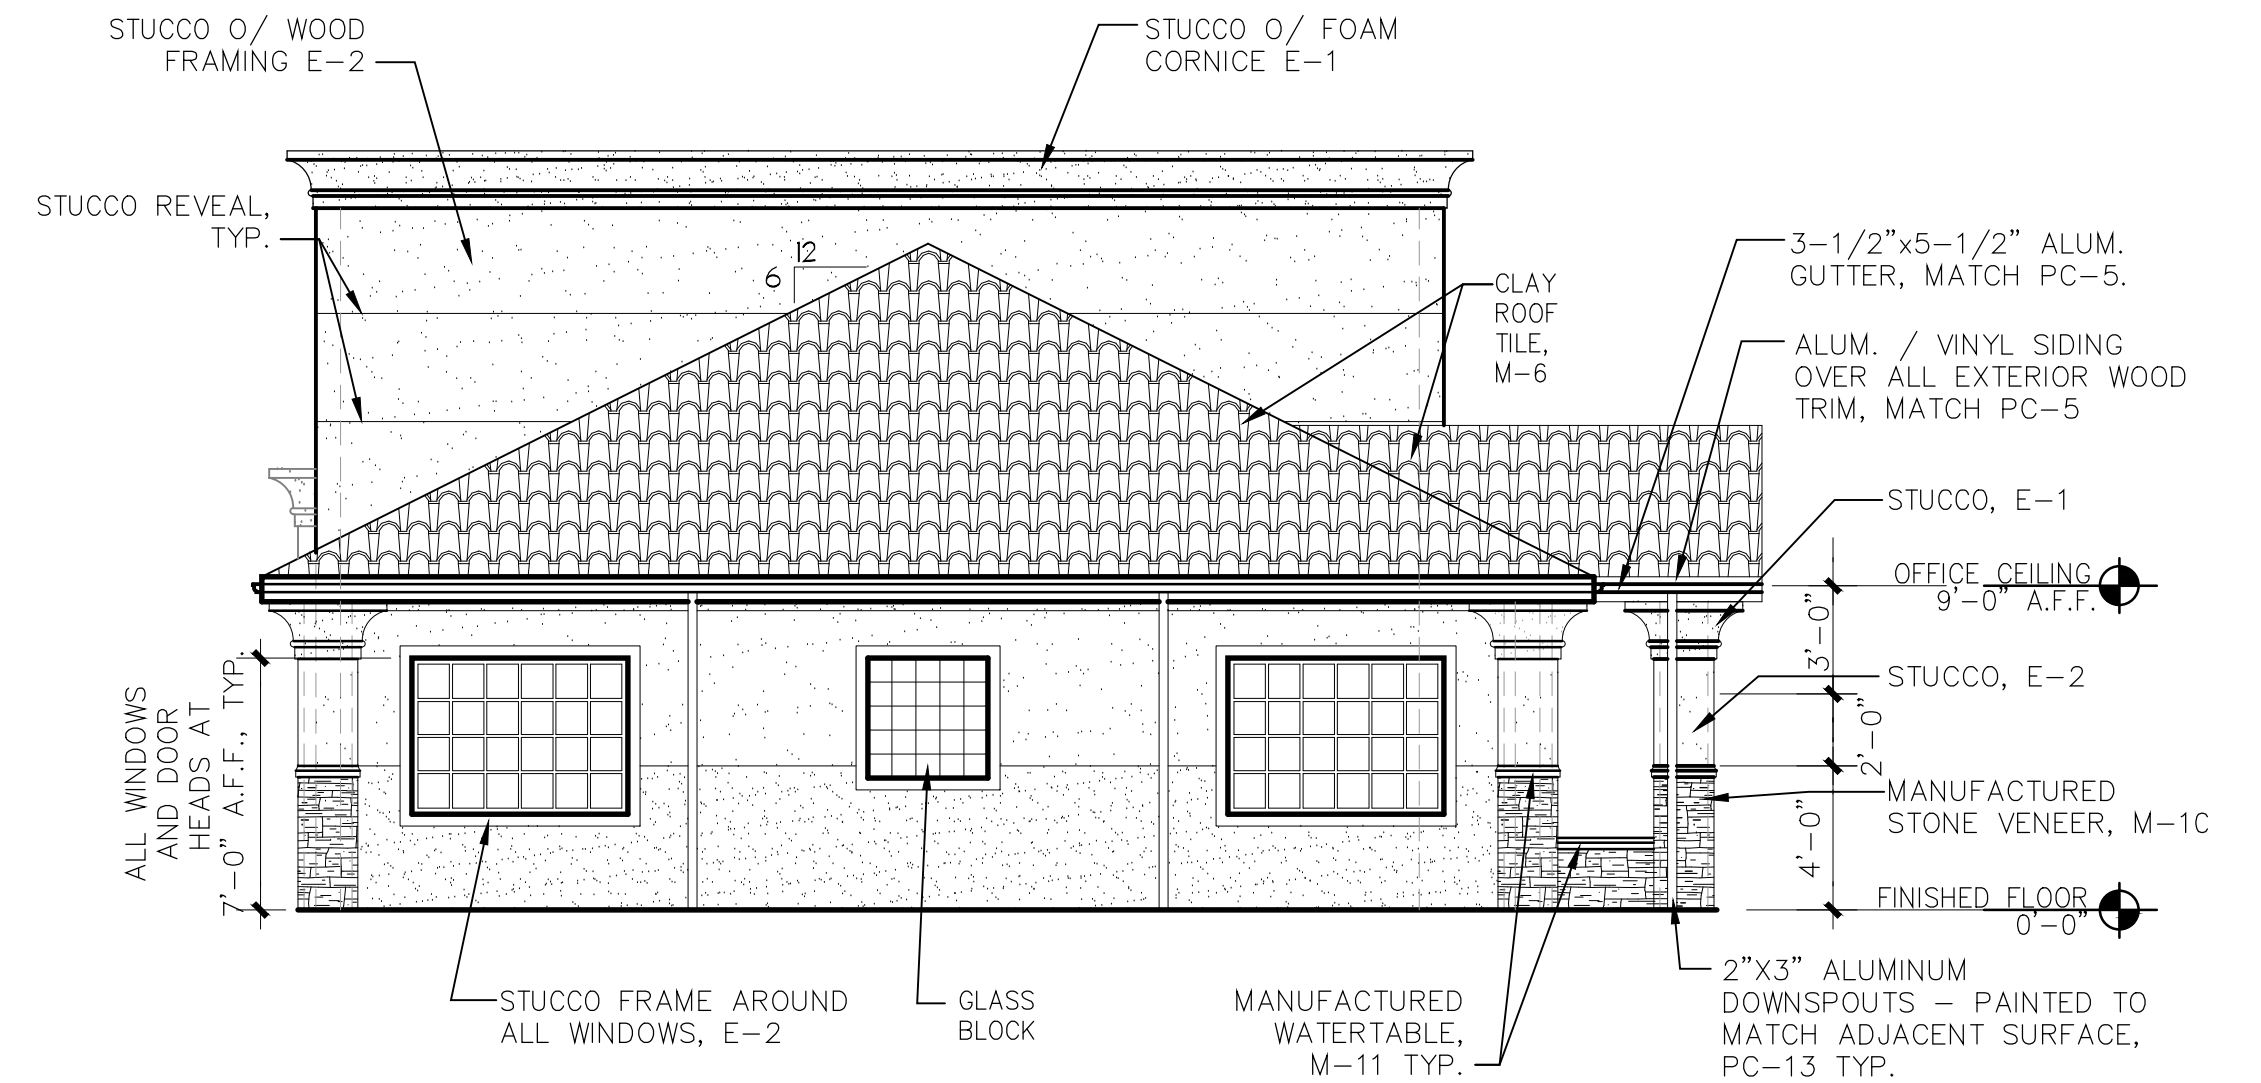 STUCCO O/ WOOD
FRAMING E-2
STUCCO O/ FOAM
CORNICE E-1
STUCCO REVEAL,
TYP.
12
6
CLAY
ROOF
TILE,
M-6
3-1/2"x5-1/2" ALUM.
GUTTER, MATCH PC-5.
ALUM. / VINYL SIDING
OVER ALL EXTERIOR WOOD
TRIM, MATCH PC-5
STUCCO, E-1
OFFICE CEILING
9'-0" A.F.F.
3'-0"
STUCCO, E-2
2'-0"
MANUFACTURED
STONE VENEER, M-1C
4'-0"
FINISHED FLOOR
0'-0"
ALL WINDOWS
AND DOOR
HEADS AT
7'-0" A.F.F., TYP.
STUCCO FRAME AROUND
ALL WINDOWS, E-2
GLASS
BLOCK
MANUFACTURED
WATERTABLE,
M-11 TYP.
2"X3" ALUMINUM
DOWNSPOUTS - PAINTED TO
MATCH ADJACENT SURFACE,
PC-13 TYP.